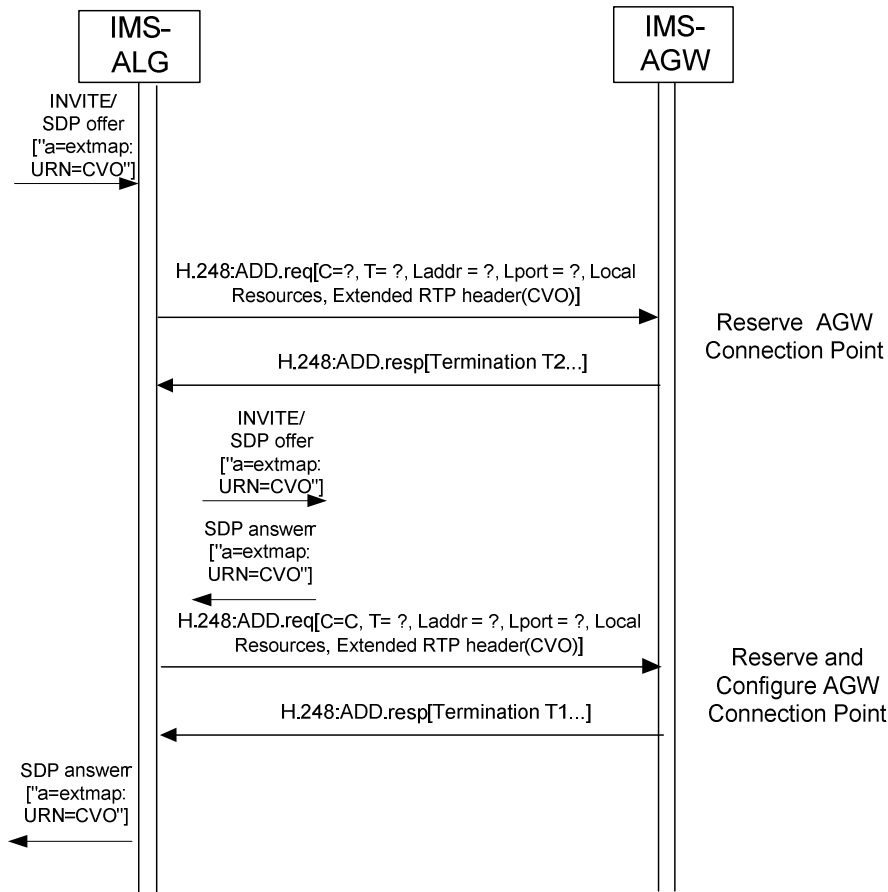 IMS-
ALG
IMS-
AGW
INVITE/
SDP offer
["a=extmap:
URN=CVO"]
H.248:ADD.req[C=?, T= ?, Laddr = ?, Lport = ?, Local
Resources, Extended RTP header(CVO)]
Reserve AGW
Connection Point
H.248:ADD.resp[Termination T2...]
INVITE/
SDP offer
["a=extmap:
URN=CVO"]
SDP answerr
["a=extmap:
URN=CVO"]
H.248:ADD.req[C=C, T= ?, Laddr = ?, Lport = ?, Local
Resources, Extended RTP header(CVO)]
Reserve and
Configure AGW
Connection Point
H.248:ADD.resp[Termination T1...]
SDP answerr
["a=extmap:
URN=CVO"]